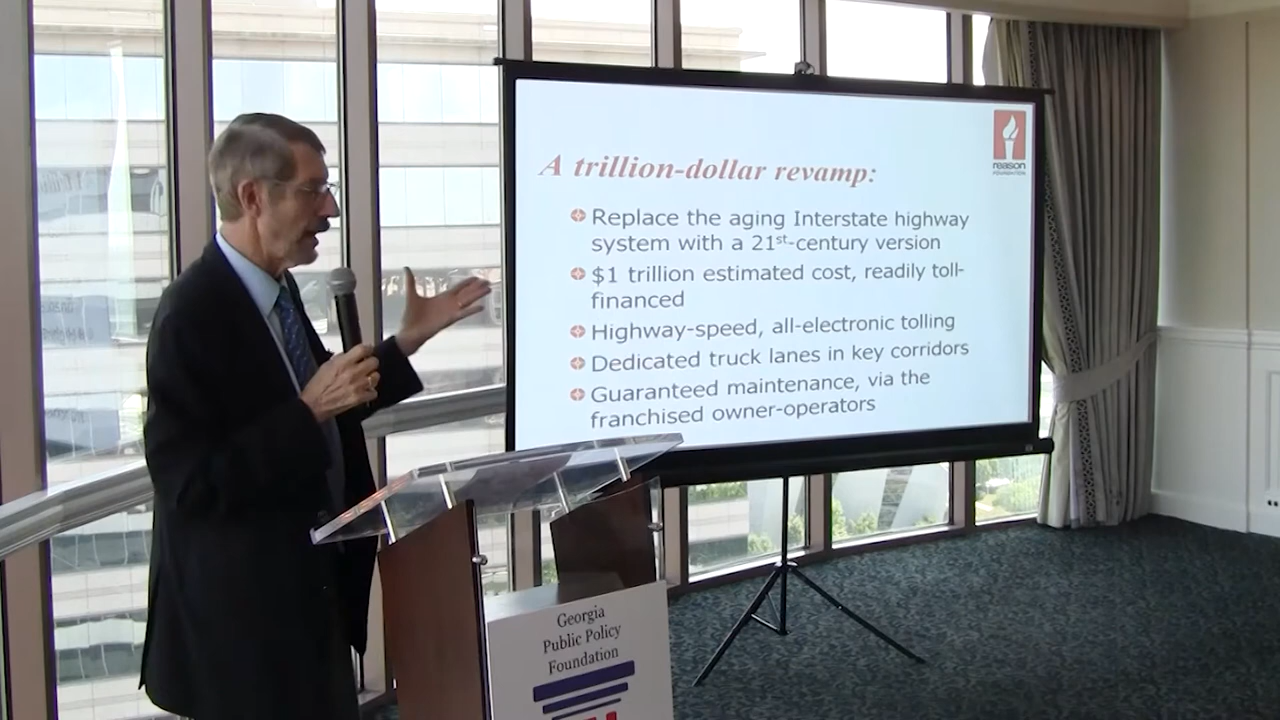 reason
FOUNDATION
A trillion-dollar revamp:
Replace the aging Interstate highway
system with a 21st-century version
$1 trillion estimated cost, readily toll-
financed
Highway-speed, all-electronic tolling
Dedicated truck lanes in key corridors
Guaranteed maintenance, via the
franchised owner-operators
Georgia
Public Policy
Foundation